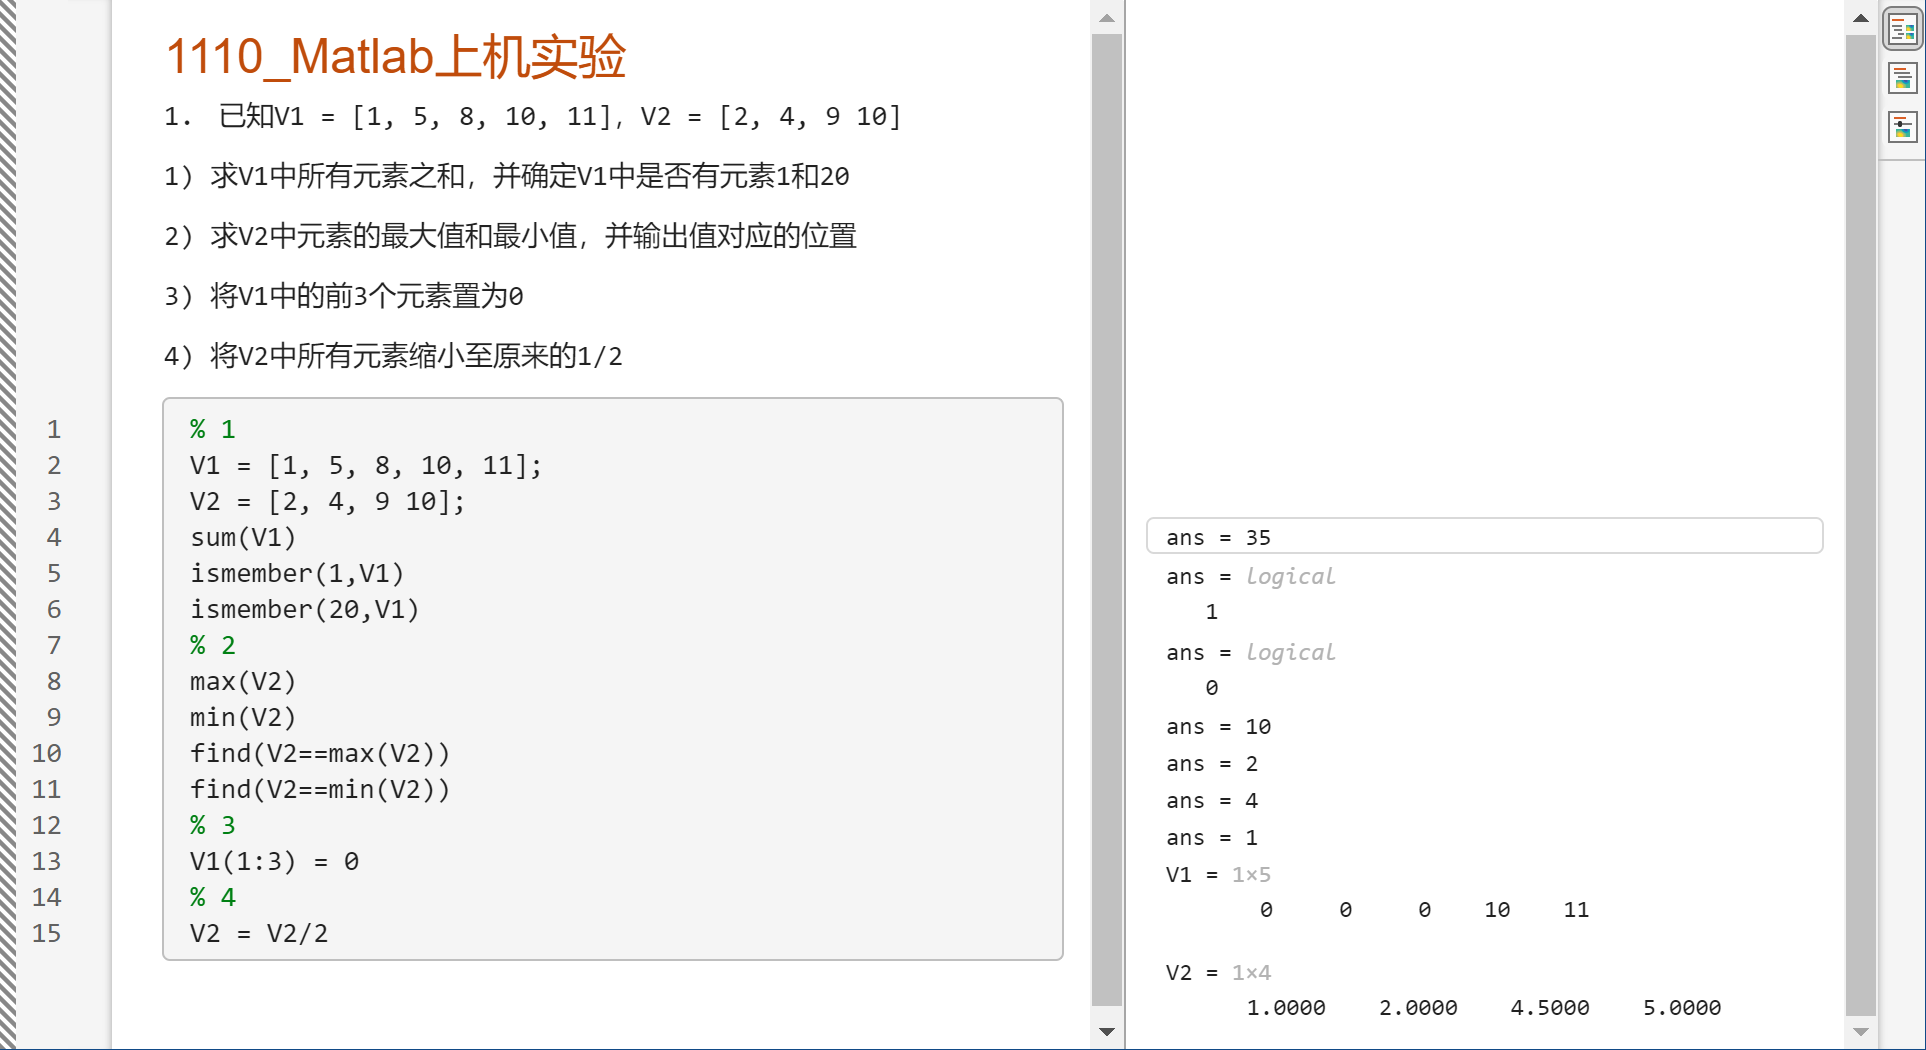 1110_Matlab上机实验
1. 已知V1 = [1, 5, 8, 10, 11], V2 = [2, 4, 9 10]
1) 求V1中所有元素之和，并确定V1中是否有元素1和20
2) 求V2中元素的最大值和最小值，并输出值对应的位置
3) 将V1中的前3个元素置为0
4) 将V2中所有元素缩小至原来的1/2
1 % 1
2 V1 = [1, 5, 8, 10, 11];
3 V2 = [2, 4, 9 10];
4 sum(V1)
5 ismember(1,V1)
6 ismember(20,V1)
7 % 2
8 max(V2)
9 min(V2)
10 find(V2==max(V2))
11 find(V2==min(V2))
12 % 3
13 V1(1:3) = 0
14 % 4
15 V2 = V2/2
ans = 35
ans = logical
1
ans = logical
0
ans = 10
ans = 2
ans = 4
ans = 1
V1 = 1×5
0 0 0 10 11
V2 = 1×4
1.0000 2.0000 4.5000 5.0000